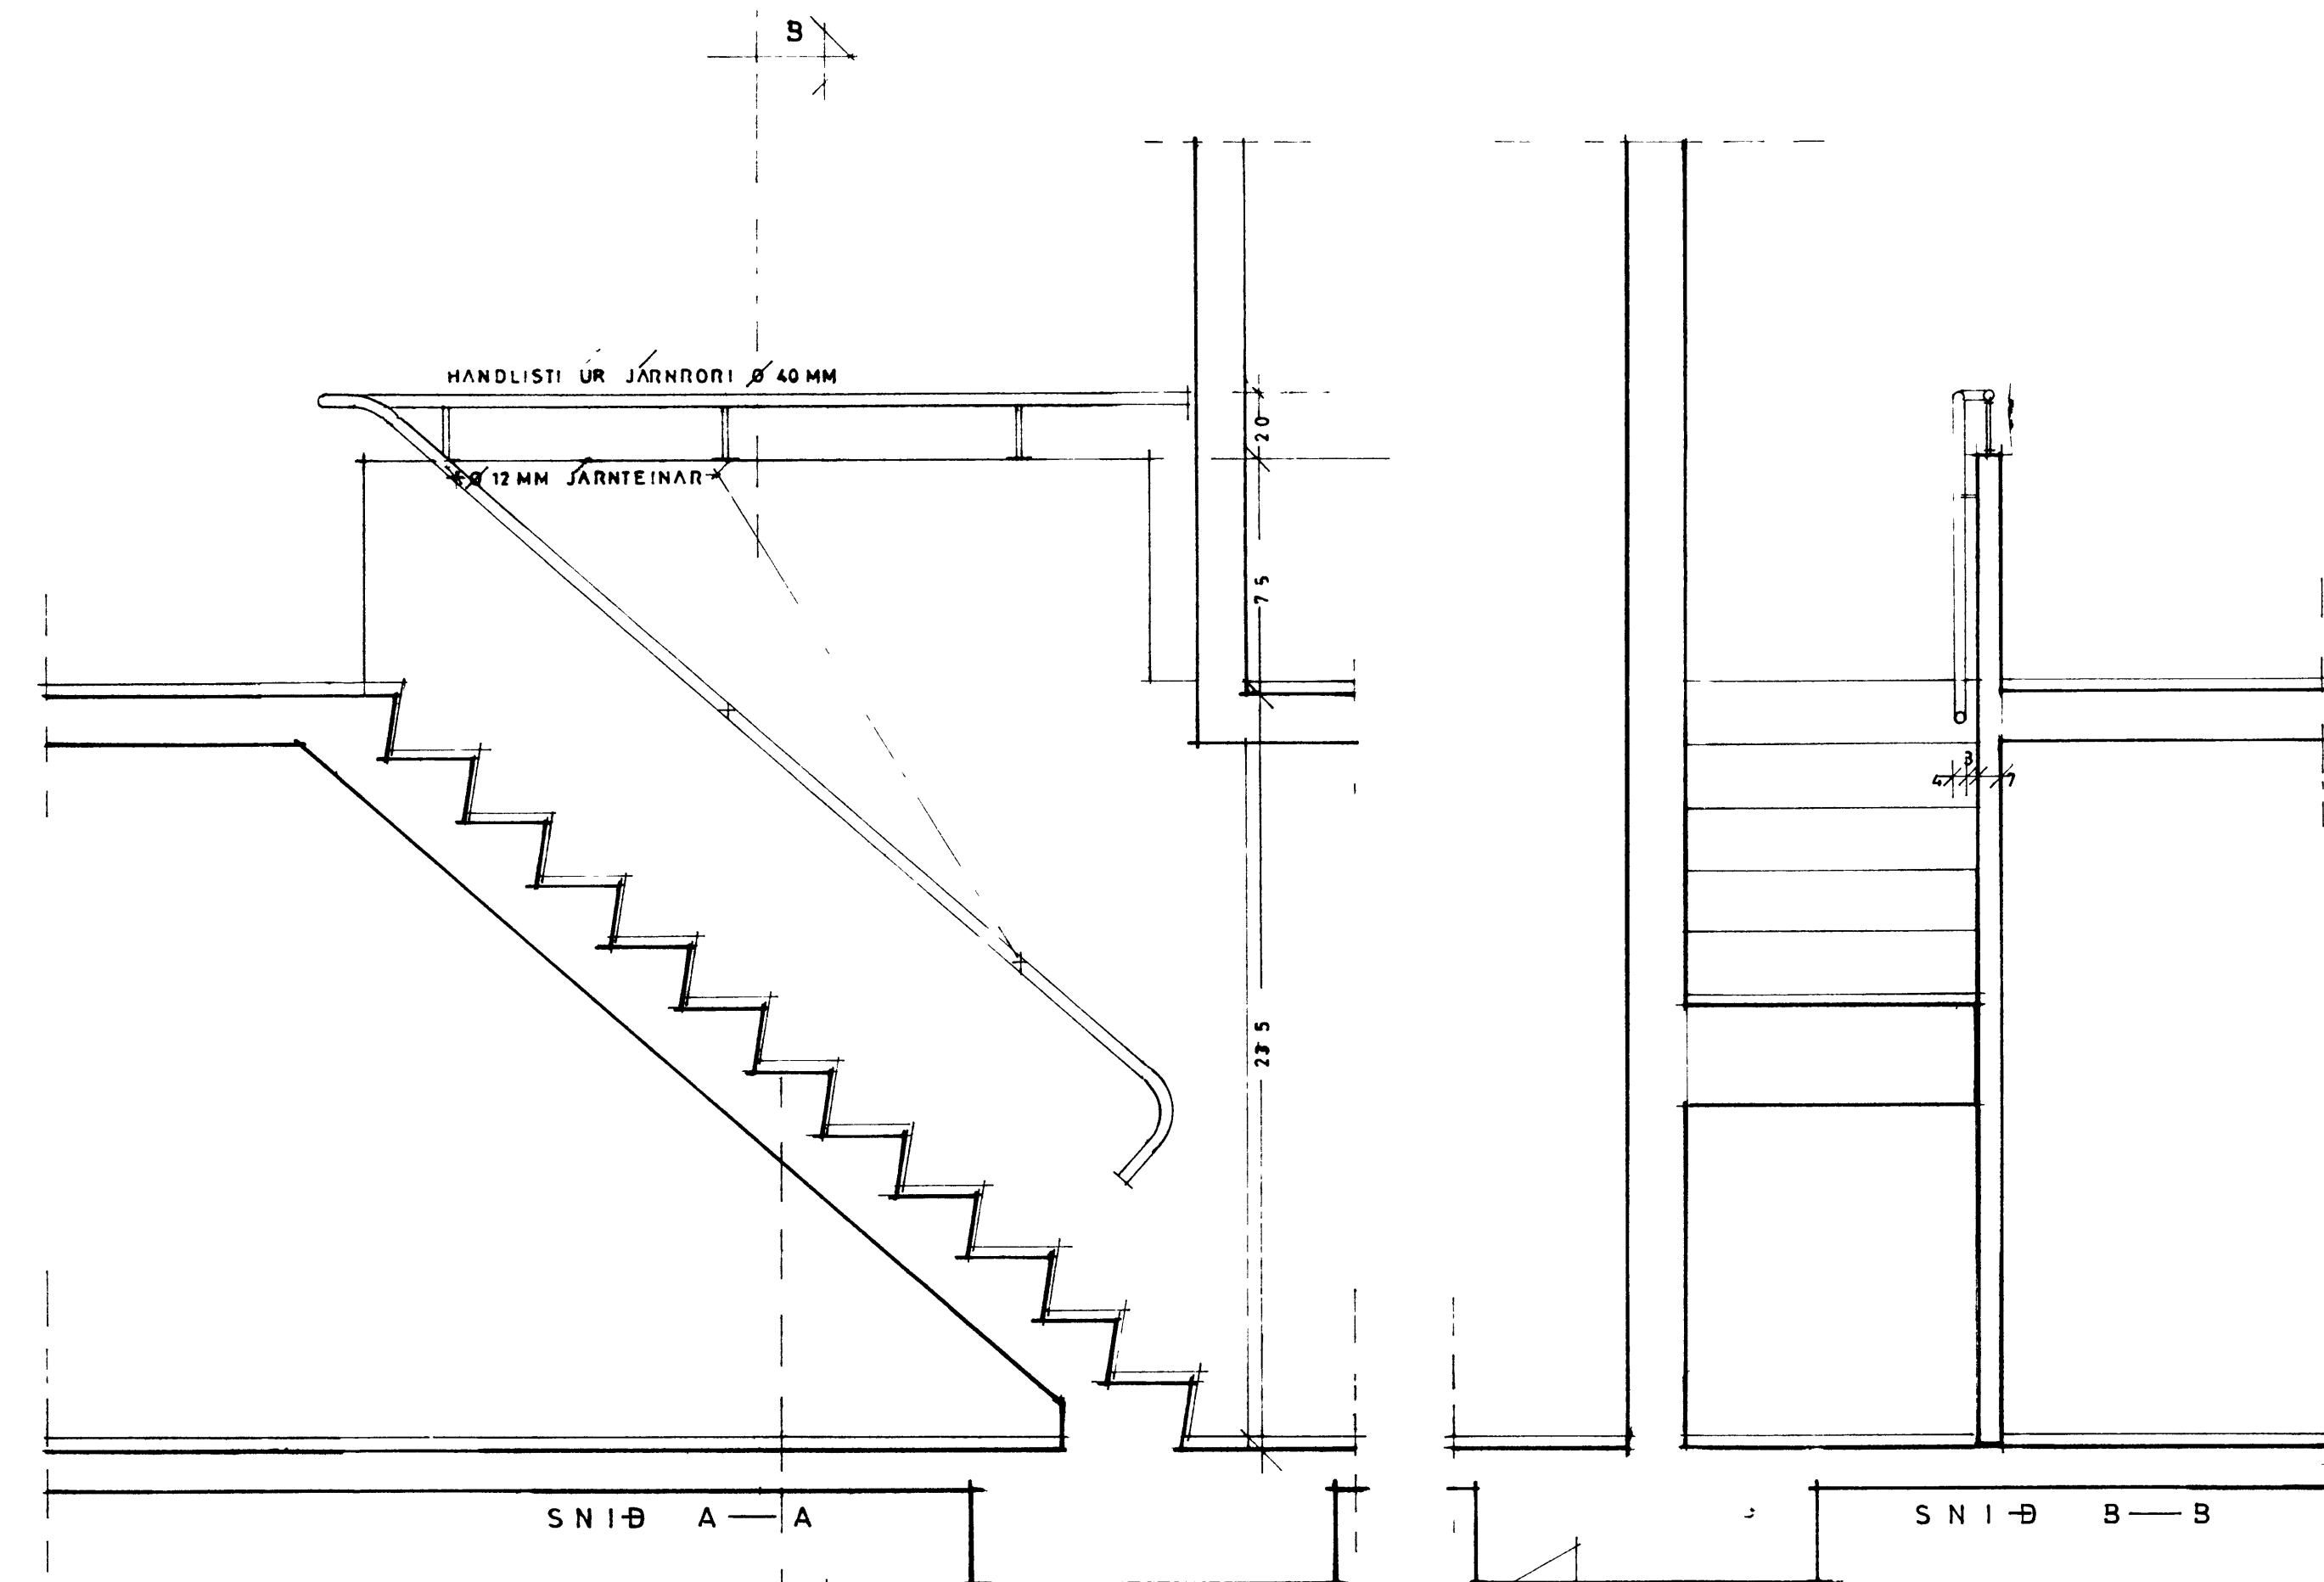 B
HANDLISTI ÚR JÁRNRÖRI Ø 40 MM
Ø 12 MM JÁRNTEINAR
20
75
235
3
4 7
SNIÐ A—A
SNIÐ B—B